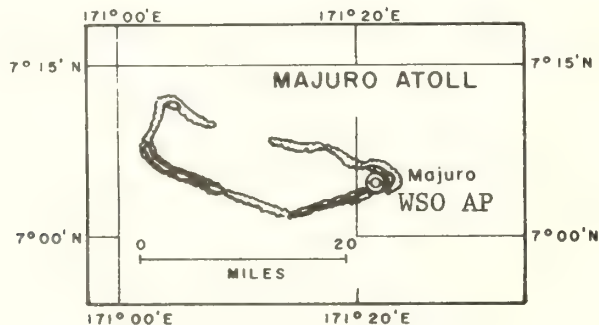 171° 00'E 171° 20'E
7° 15' N 7° 15' N
MAJURO ATOLL
Majuro
WSO AP
7° 00' N 7° 00' N
0 20
MILES
171° 00'E 171° 20'E